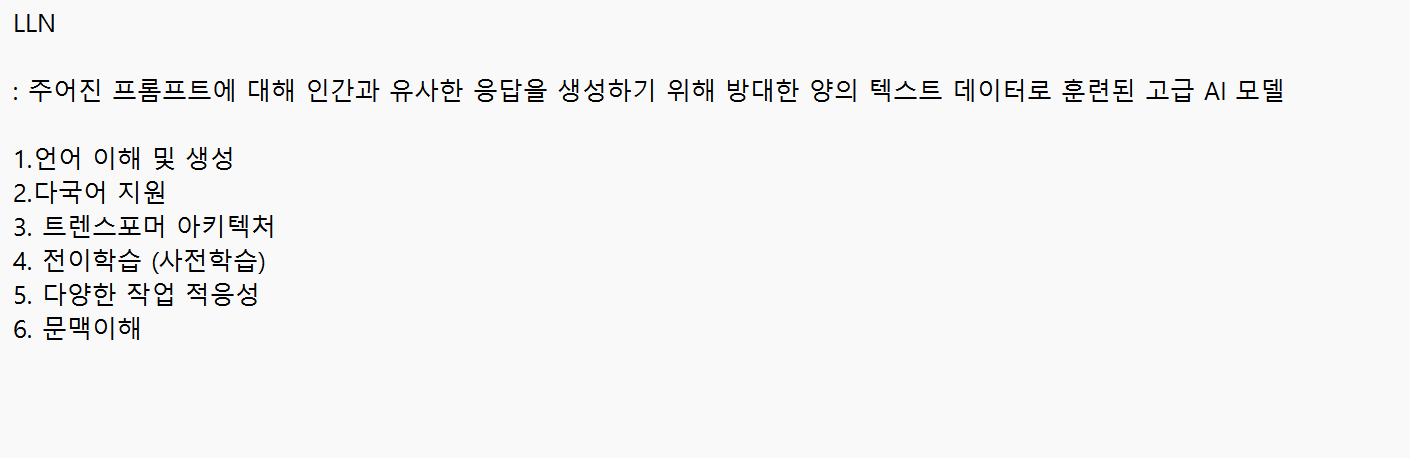 LLN
: 주어진 프롬프트에 대해 인간과 유사한 응답을 생성하기 위해 방대한 양의 텍스트 데이터로 훈련된 고급 AI 모델
1.언어 이해 및 생성
2.다국어 지원
3. 트렌스포머 아키텍처
4. 전이학습 (사전학습)
5. 다양한 작업 적응성
6. 문맥이해